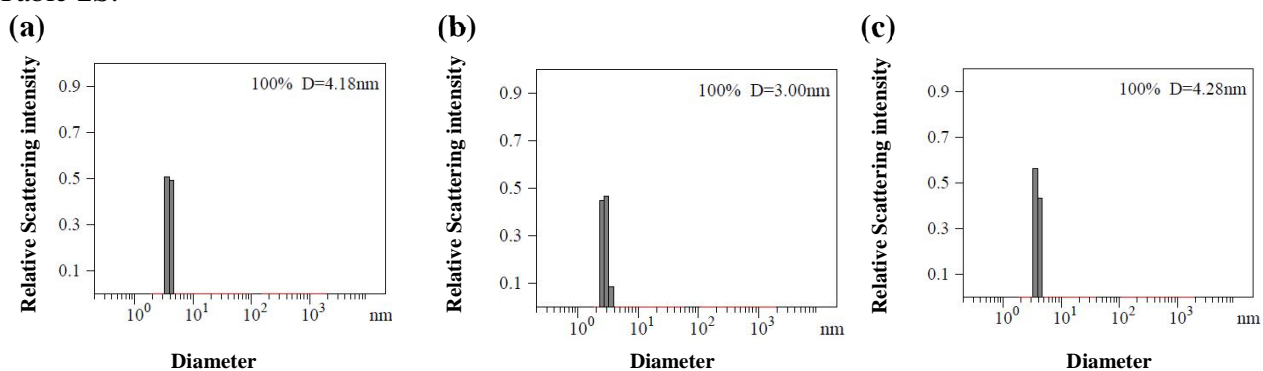 (a)
Relative Scattering intensity
0.9
0.7
0.5
0.3
0.1
100% D=4.18nm
10^0 10^1 10^2 10^3 nm
Diameter
(b)
Relative Scattering intensity
0.9
0.7
0.5
0.3
0.1
100% D=3.00nm
10^0 10^1 10^2 10^3 nm
Diameter
(c)
Relative Scattering intensity
0.9
0.7
0.5
0.3
0.1
100% D=4.28nm
10^0 10^1 10^2 10^3 nm
Diameter